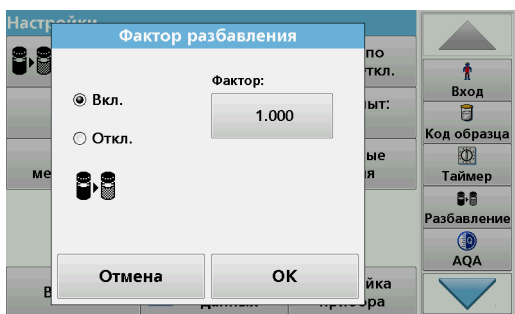 Настройки
Фактор разбавления
Фактор:
Вкл.
1.000
Откл.
Отмена
OK
Вход
Код образца
Таймер
Разбавление
AQA